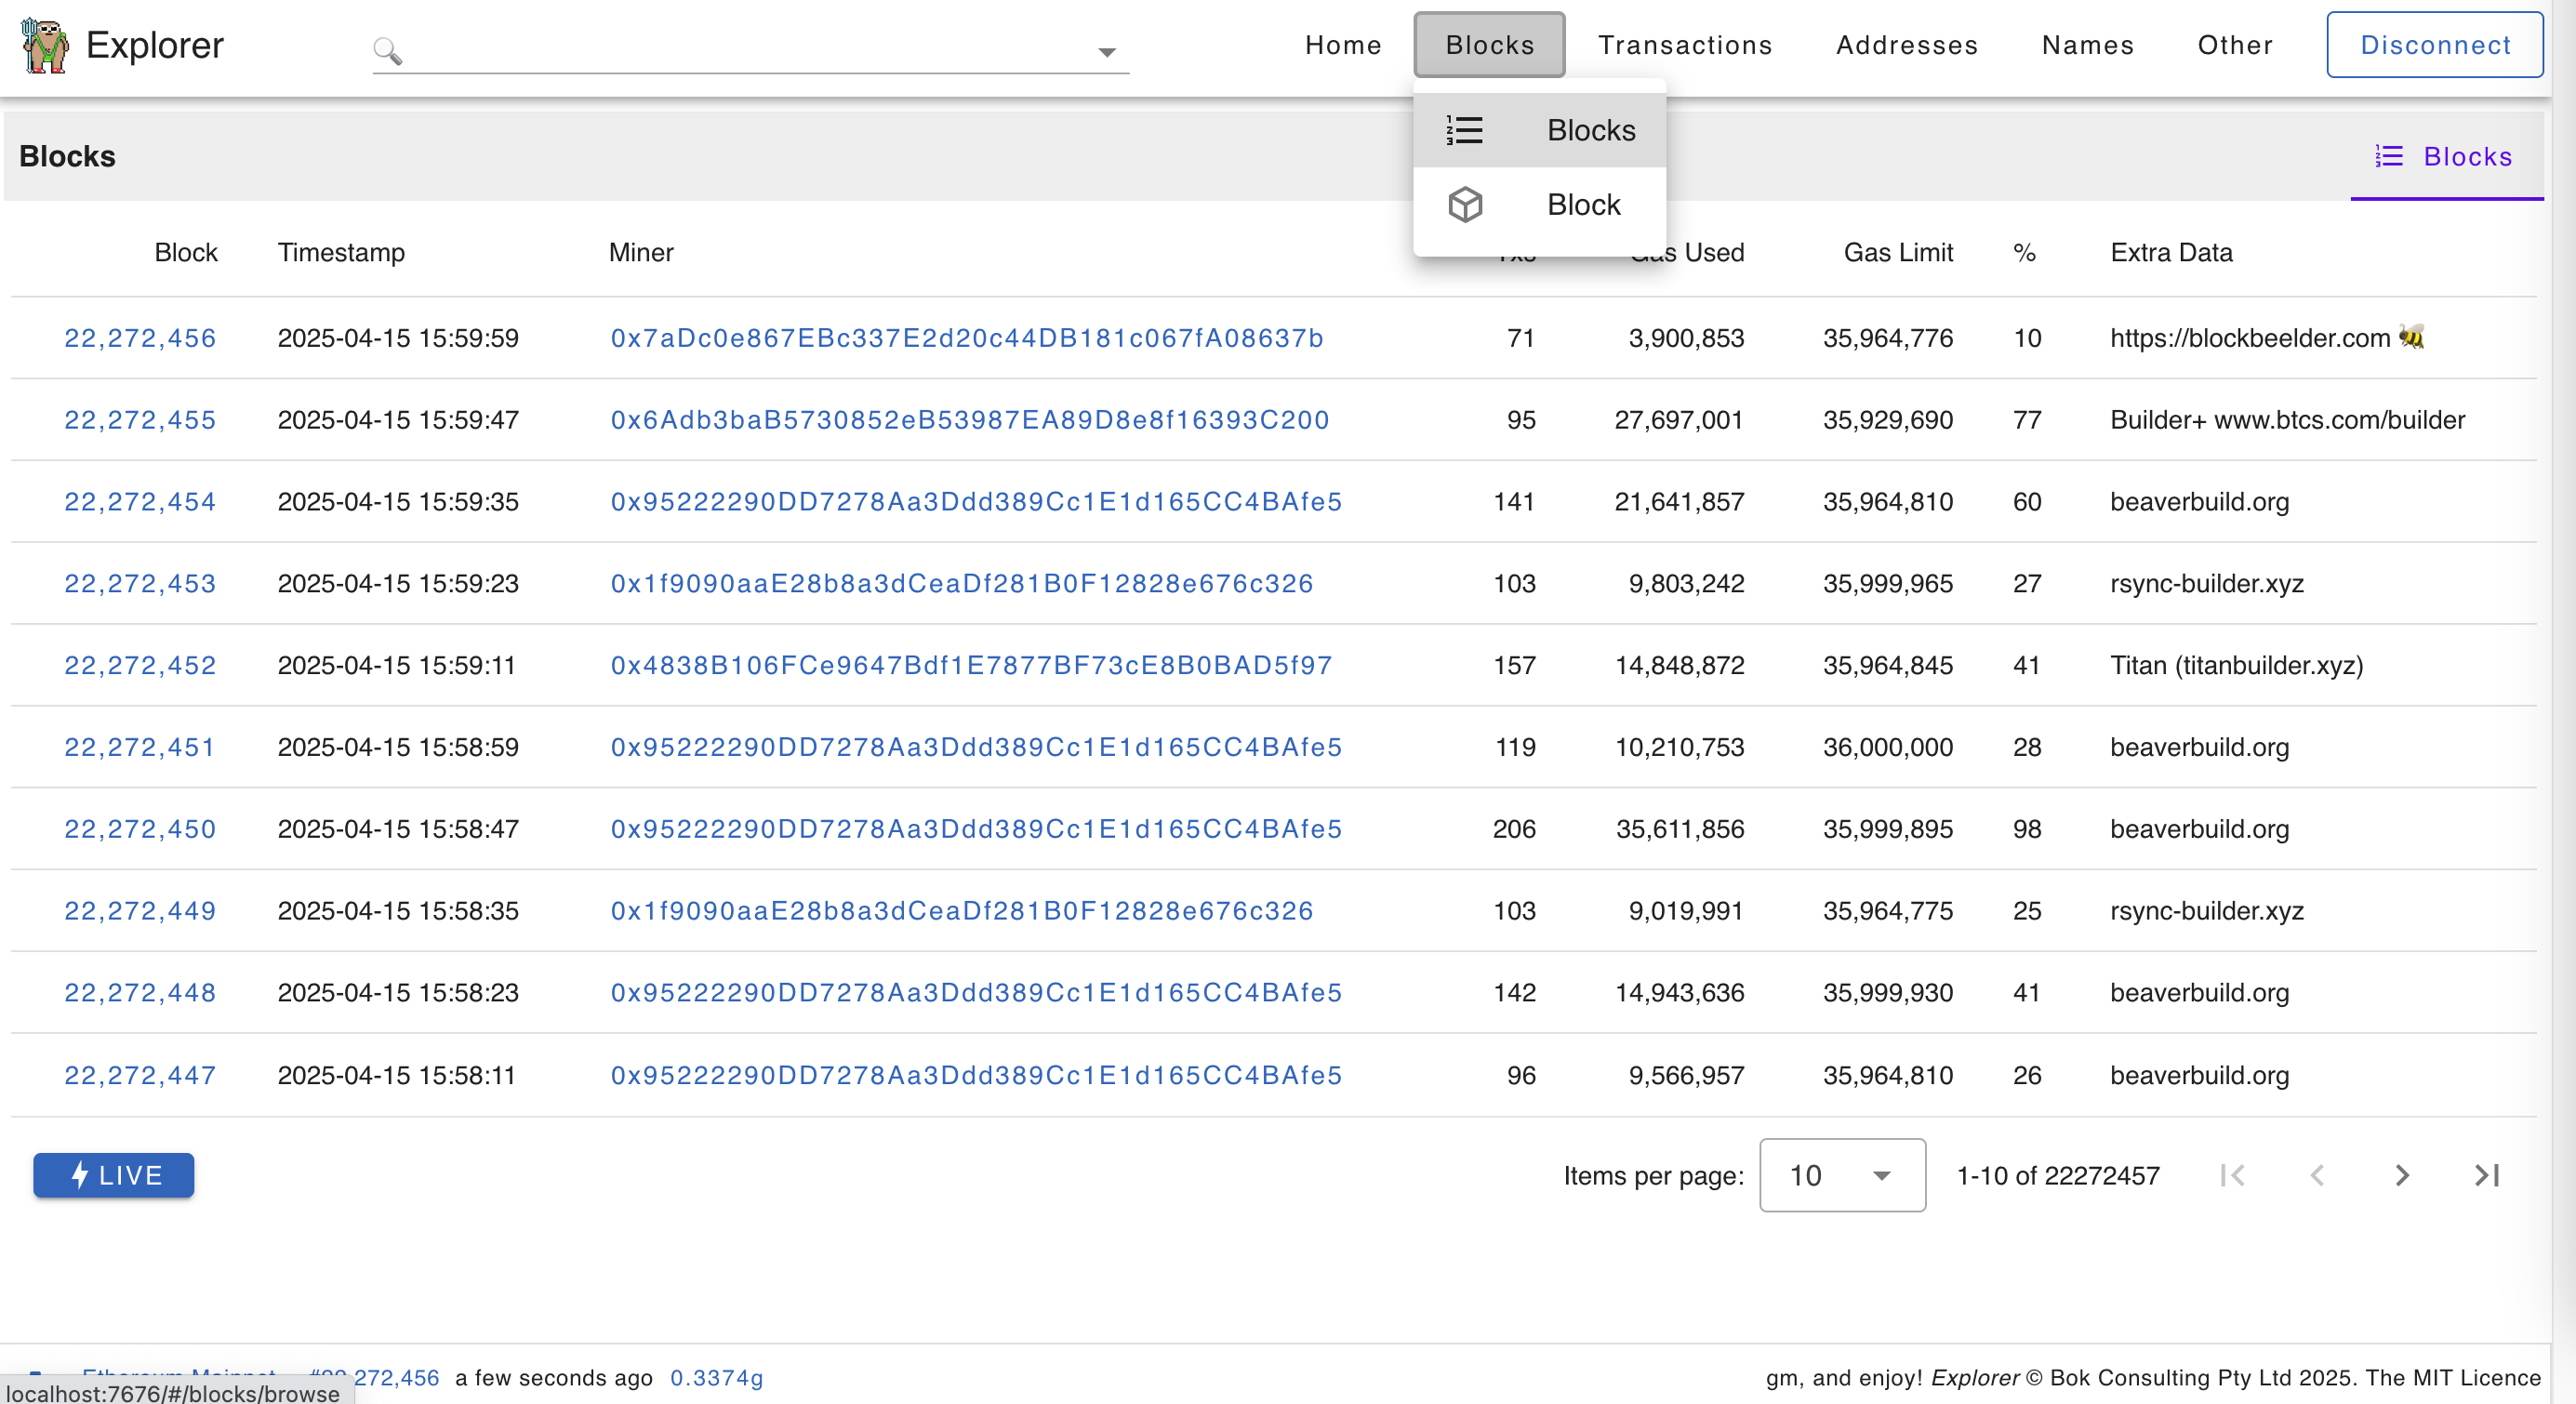 Explorer Home Blocks Transactions Addresses Names Other Disconnect
Blocks
Block
Blocks Blocks
Block Timestamp Miner Used Gas Limit % Extra Data
22,272,456 2025-04-15 15:59:59 0x7aDc0e867EBc337E2d20c44DB181c067fA08637b 71 3,900,853 35,964,776 10 https://blockbeelder.com 🐝
22,272,455 2025-04-15 15:59:47 0x6Adb3baB5730852eB53987EA89D8e8f16393C200 95 27,697,001 35,929,690 77 Builder+ www.btcs.com/builder
22,272,454 2025-04-15 15:59:35 0x95222290DD7278Aa3Ddd389Cc1E1d165CC4BAfe5 141 21,641,857 35,964,810 60 beaverbuild.org
22,272,453 2025-04-15 15:59:23 0x1f9090aaE28b8a3dCeaDf281B0F12828e676c326 103 9,803,242 35,999,965 27 rsync-builder.xyz
22,272,452 2025-04-15 15:59:11 0x4838B106FCe9647Bdf1E7877BF73cE8B0BAD5f97 157 14,848,872 35,964,845 41 Titan (titanbuilder.xyz)
22,272,451 2025-04-15 15:58:59 0x95222290DD7278Aa3Ddd389Cc1E1d165CC4BAfe5 119 10,210,753 36,000,000 28 beaverbuild.org
22,272,450 2025-04-15 15:58:47 0x95222290DD7278Aa3Ddd389Cc1E1d165CC4BAfe5 206 35,611,856 35,999,895 98 beaverbuild.org
22,272,449 2025-04-15 15:58:35 0x1f9090aaE28b8a3dCeaDf281B0F12828e676c326 103 9,019,991 35,964,775 25 rsync-builder.xyz
22,272,448 2025-04-15 15:58:23 0x95222290DD7278Aa3Ddd389Cc1E1d165CC4BAfe5 142 14,943,636 35,999,930 41 beaverbuild.org
22,272,447 2025-04-15 15:58:11 0x95222290DD7278Aa3Ddd389Cc1E1d165CC4BAfe5 96 9,566,957 35,964,810 26 beaverbuild.org
LIVE Items per page: 10 1-10 of 22272457
Ethereum Mainnet #22,272,456 a few seconds ago 0.3374g gm, and enjoy! Explorer © Bok Consulting Pty Ltd 2025. The MIT Licence
localhost:7676/#/blocks/browse